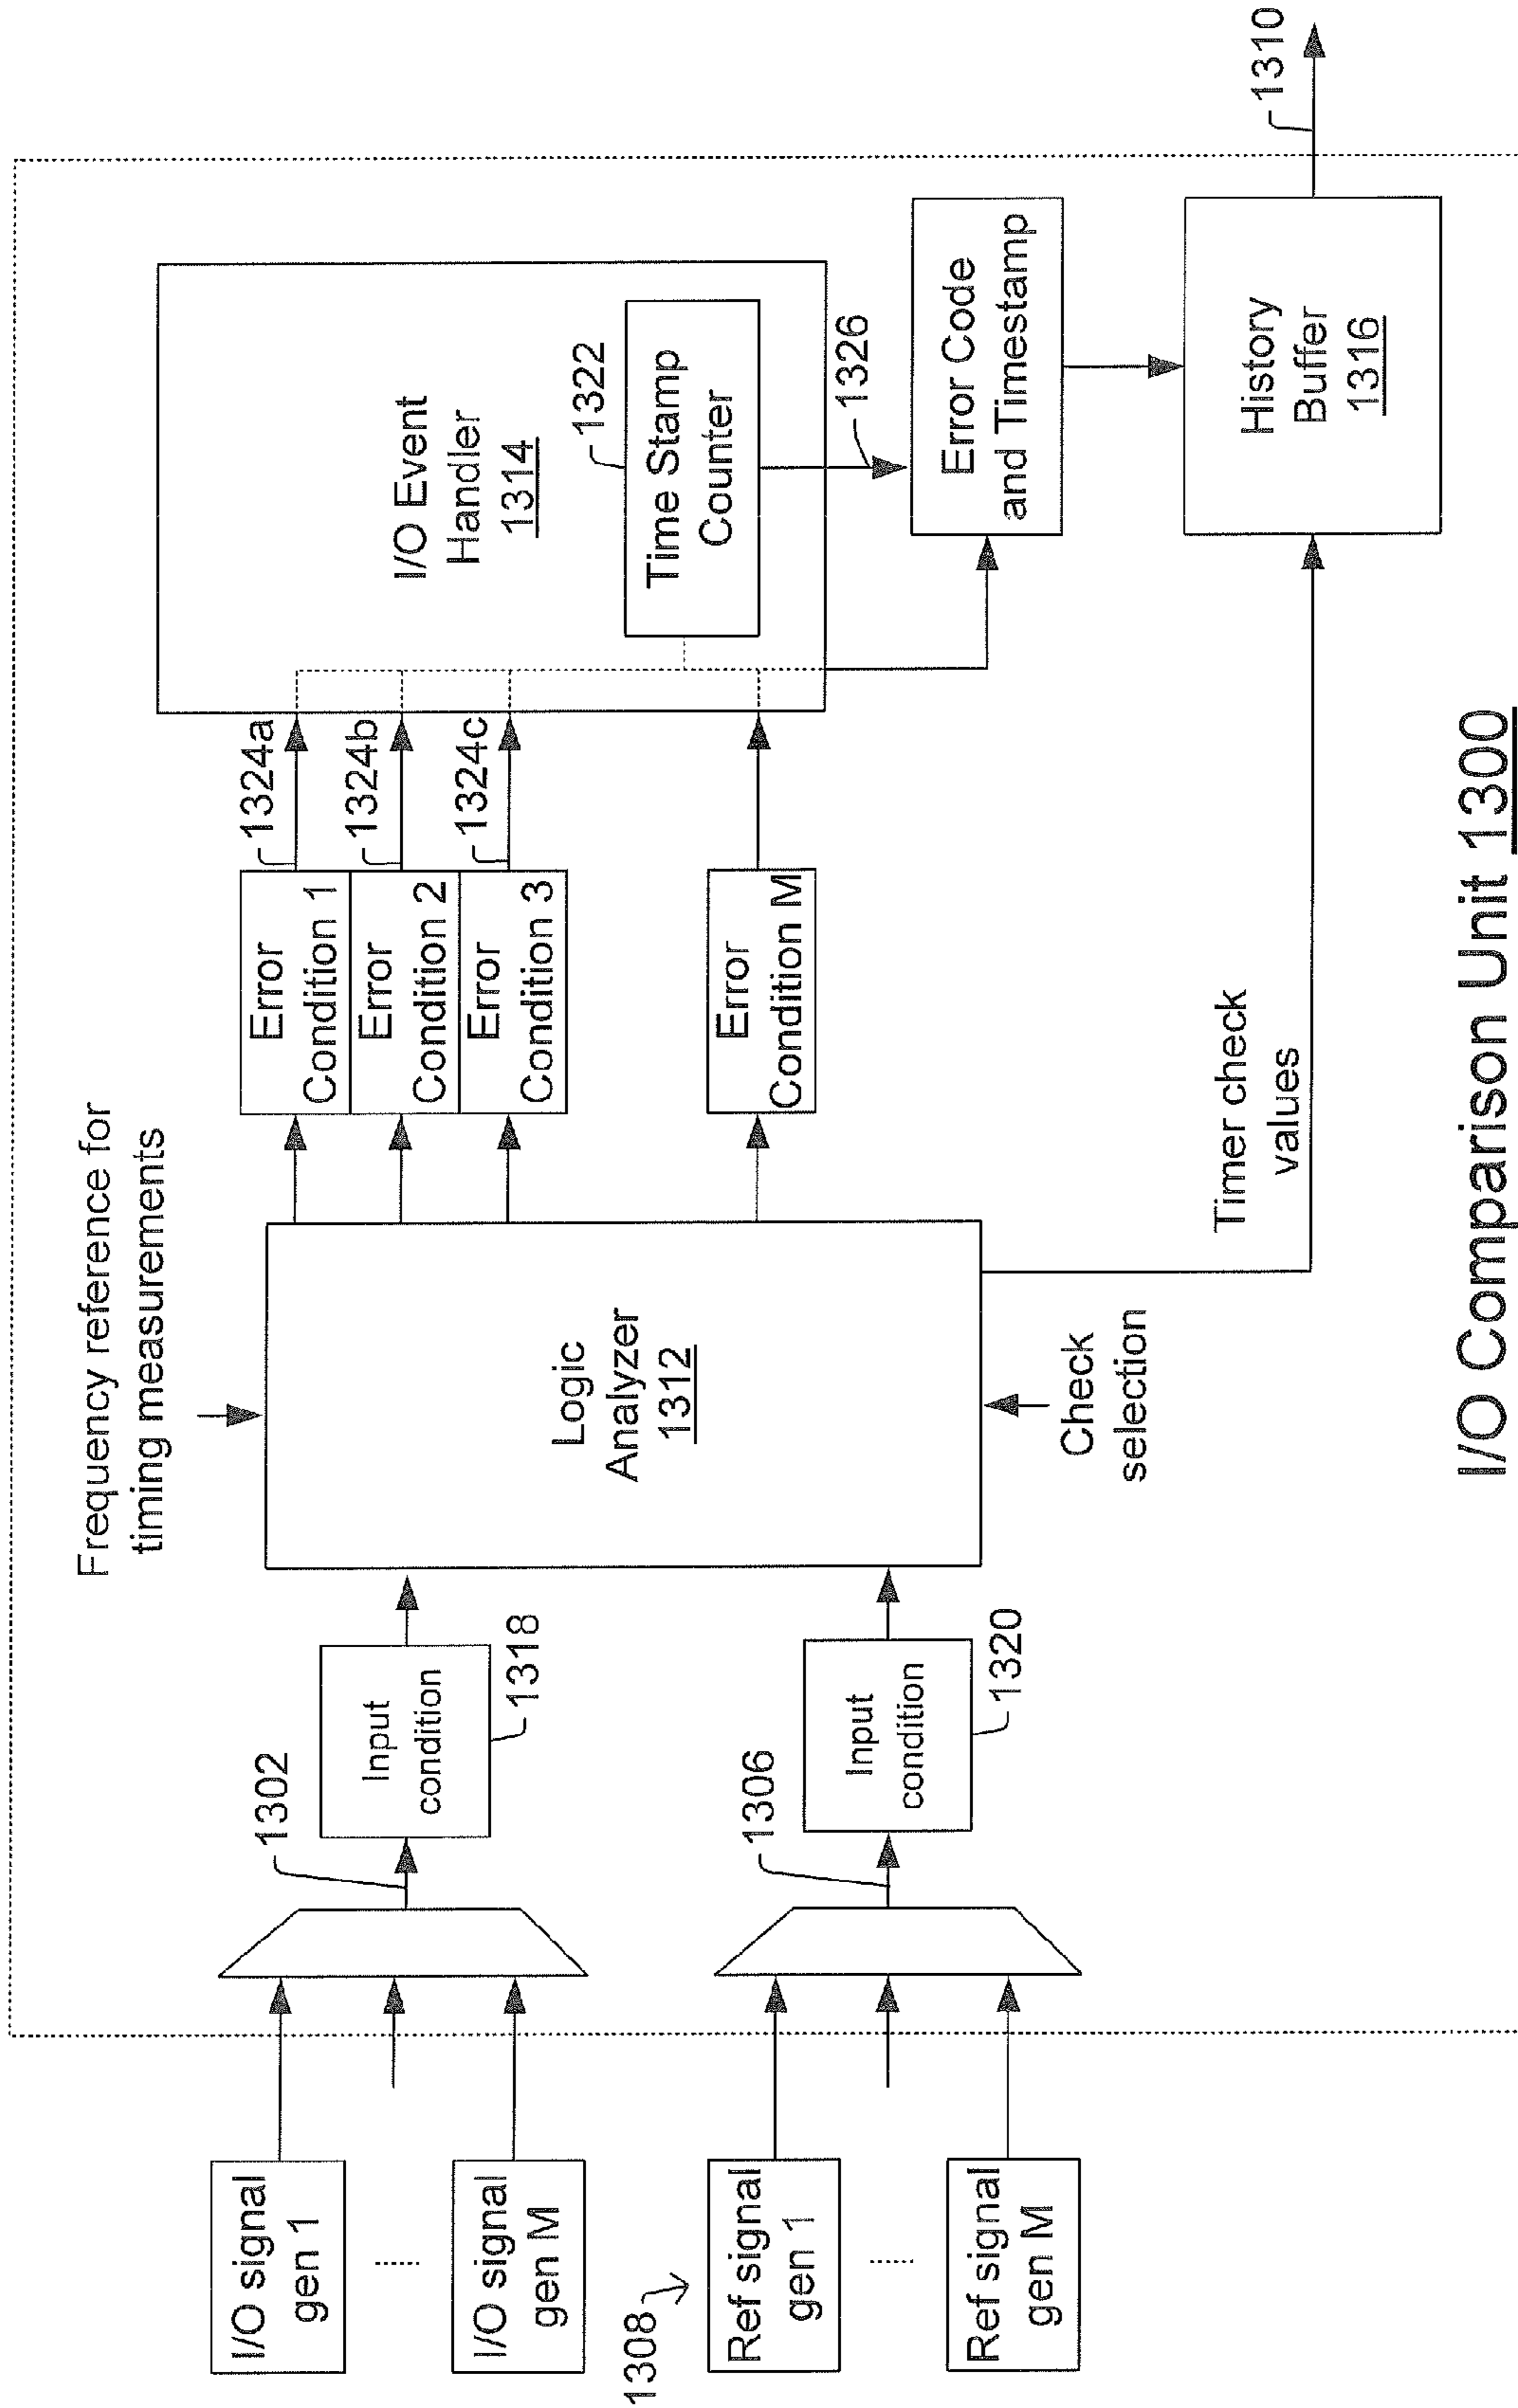 Frequency reference for
timing measurements
I/O signal
gen 1
I/O signal
gen M
1308
Ref signal
gen 1
Ref signal
gen M
1302
1306
Input
condition
1318
Input
condition
1320
Logic
Analyzer
1312
Check
selection
Error
Condition 1
Error
Condition 2
Error
Condition 3
Error
Condition M
1324a
1324b
1324c
I/O Event
Handler
1314
1322
Time Stamp
Counter
1326
Error Code
and Timestamp
Timer check
values
History
Buffer
1316
1310
I/O Comparison Unit 1300